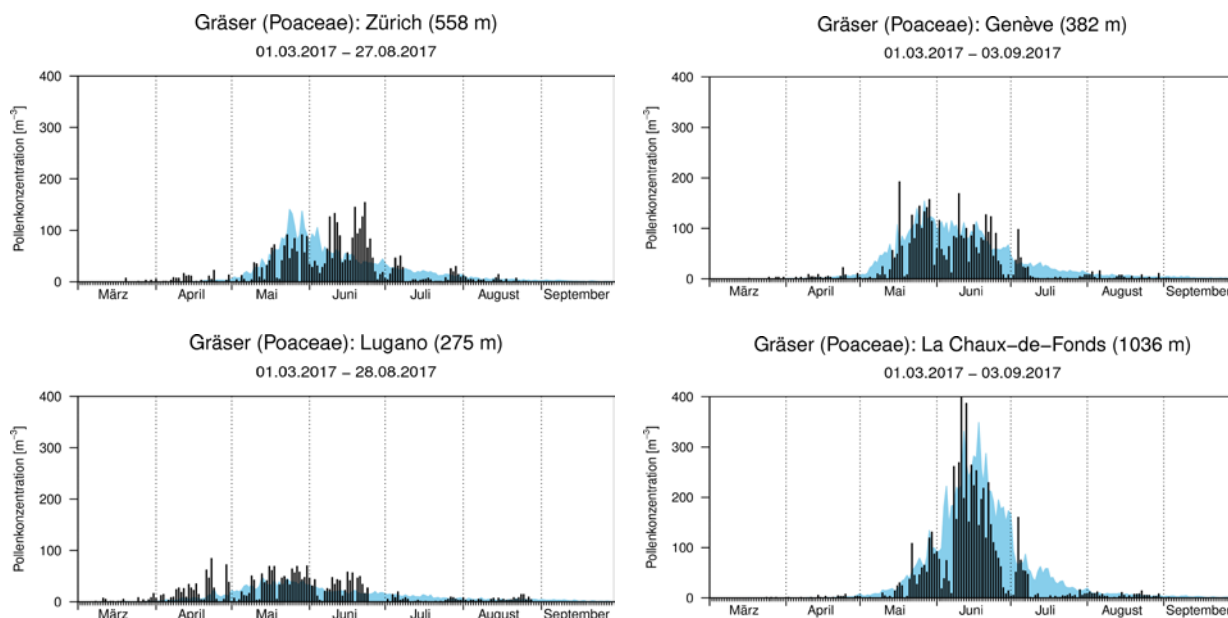 Gräser (Poaceae): Zürich (558 m)
01.03.2017 – 27.08.2017
Pollenkonzentration [m⁻³]
400
300
200
100
0
März April Mai Juni Juli August September
Gräser (Poaceae): Genève (382 m)
01.03.2017 – 03.09.2017
Pollenkonzentration [m⁻³]
400
300
200
100
0
März April Mai Juni Juli August September
Gräser (Poaceae): Lugano (275 m)
01.03.2017 – 28.08.2017
Pollenkonzentration [m⁻³]
400
300
200
100
0
März April Mai Juni Juli August September
Gräser (Poaceae): La Chaux–de–Fonds (1036 m)
01.03.2017 – 03.09.2017
Pollenkonzentration [m⁻³]
400
300
200
100
0
März April Mai Juni Juli August September